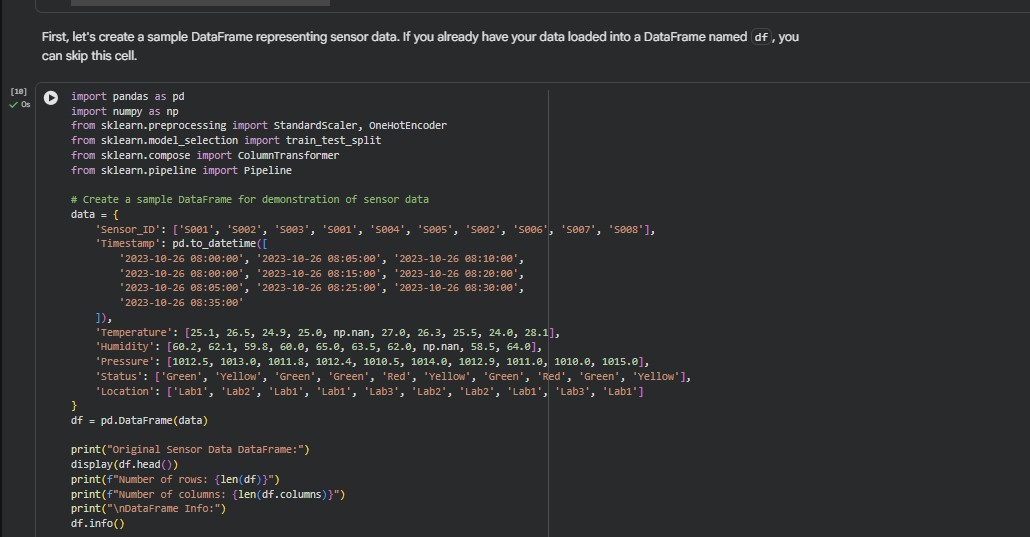 First, let's create a sample DataFrame representing sensor data. If you already have your data loaded into a DataFrame named df, you
can skip this cell.
[10]
0s
import pandas as pd
import numpy as np
from sklearn.preprocessing import StandardScaler, OneHotEncoder
from sklearn.model_selection import train_test_split
from sklearn.compose import ColumnTransformer
from sklearn.pipeline import Pipeline
# Create a sample DataFrame for demonstration of sensor data
data = {
    'Sensor_ID': ['S001', 'S002', 'S003', 'S001', 'S004', 'S005', 'S002', 'S006', 'S007', 'S008'],
    'Timestamp': pd.to_datetime([
        '2023-10-26 08:00:00', '2023-10-26 08:05:00', '2023-10-26 08:10:00',
        '2023-10-26 08:00:00', '2023-10-26 08:15:00', '2023-10-26 08:20:00',
        '2023-10-26 08:05:00', '2023-10-26 08:25:00', '2023-10-26 08:30:00',
        '2023-10-26 08:35:00'
    ]),
    'Temperature': [25.1, 26.5, 24.9, 25.0, np.nan, 27.0, 26.3, 25.5, 24.0, 28.1],
    'Humidity': [60.2, 62.1, 59.8, 60.0, 65.0, 63.5, 62.0, np.nan, 58.5, 64.0],
    'Pressure': [1012.5, 1013.0, 1011.8, 1012.4, 1010.5, 1014.0, 1012.9, 1011.0, 1010.0, 1015.0],
    'Status': ['Green', 'Yellow', 'Green', 'Green', 'Red', 'Yellow', 'Green', 'Red', 'Green', 'Yellow'],
    'Location': ['Lab1', 'Lab2', 'Lab1', 'Lab1', 'Lab3', 'Lab2', 'Lab2', 'Lab1', 'Lab3', 'Lab1']
}
df = pd.DataFrame(data)
print("Original Sensor Data DataFrame:")
display(df.head())
print(f"Number of rows: {len(df)}")
print(f"Number of columns: {len(df.columns)}")
print("\nDataFrame Info:")
df.info()